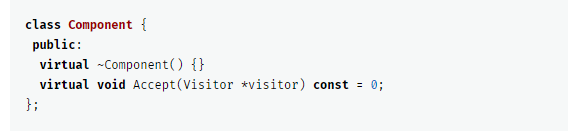 class Component {
 public:
  virtual ~Component() {}
  virtual void Accept(Visitor *visitor) const = 0;
};